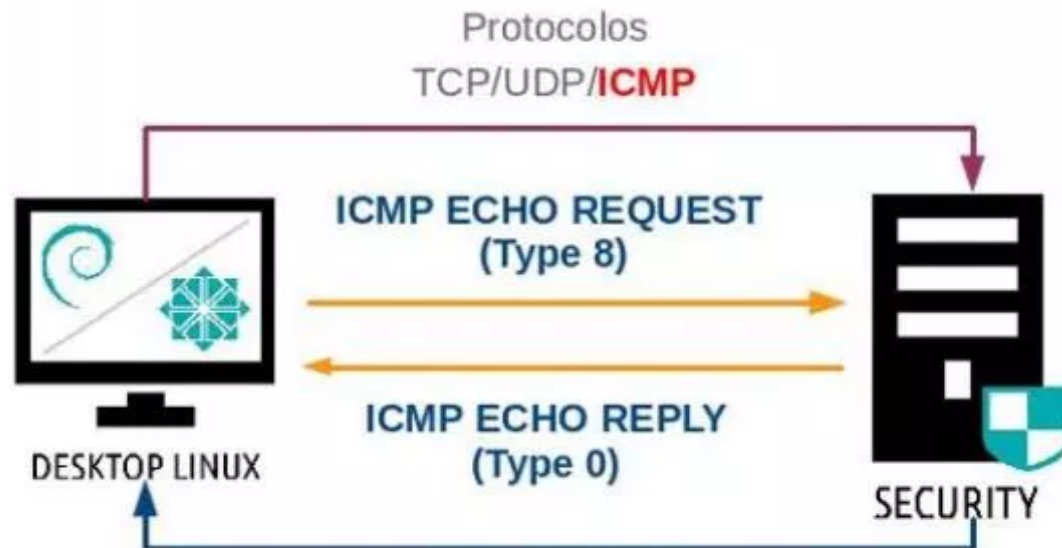 Protocolos
TCP/UDP/ICMP
ICMP ECHO REQUEST
(Type 8)
ICMP ECHO REPLY
(Type 0)
DESKTOP LINUX
SECURITY